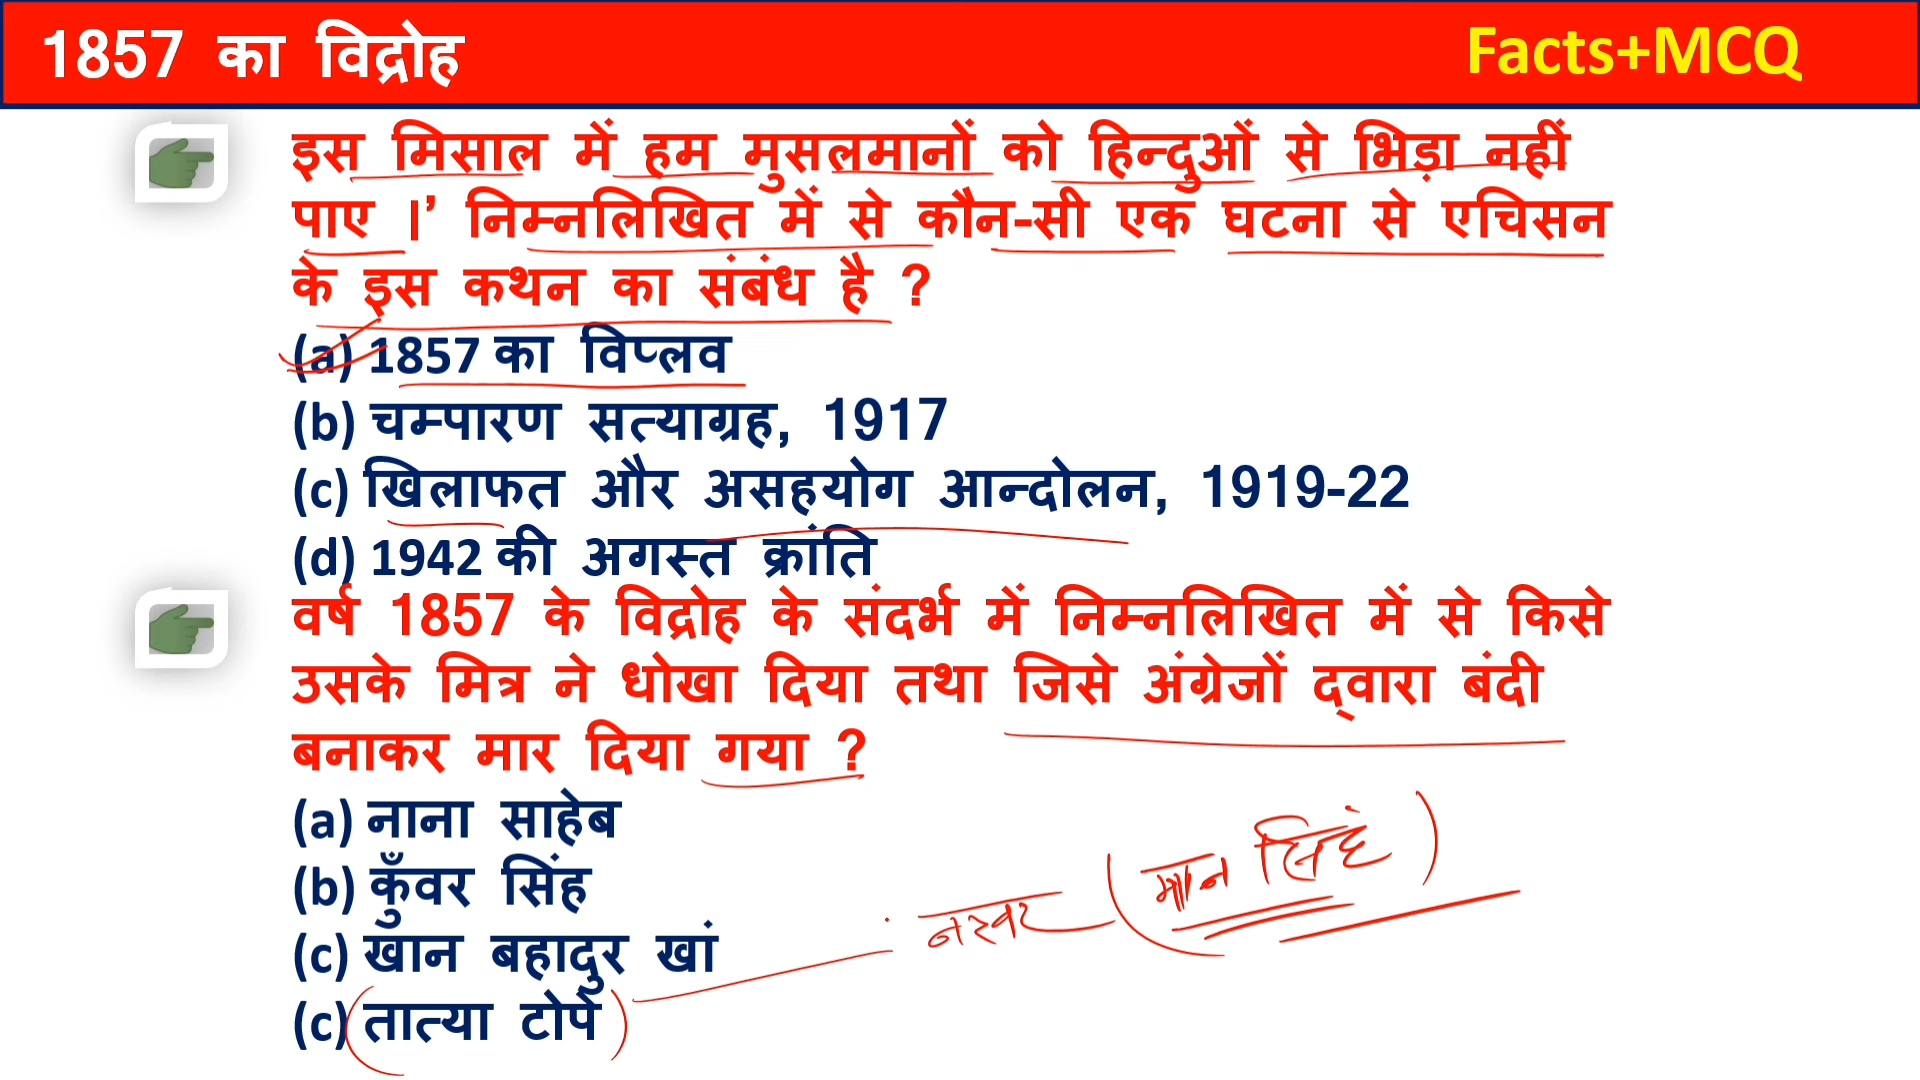 1857 का विद्रोह
Facts+MCQ
इस मिसाल में हम मुसलमानों को हिन्दुओं से भिड़ा नहीं
पाए ।’ निम्नलिखित में से कौन-सी एक घटना से एचिसन
के इस कथन का संबंध है ?
(a) 1857 का विप्लव
(b) चम्पारण सत्याग्रह, 1917
(c) खिलाफत और असहयोग आन्दोलन, 1919-22
(d) 1942 की अगस्त क्रांति
वर्ष 1857 के विद्रोह के संदर्भ में निम्नलिखित में से किसे
उसके मित्र ने धोखा दिया तथा जिसे अंग्रेजों द्वारा बंदी
बनाकर मार दिया गया ?
(a) नाना साहेब
(b) कुँवर सिंह
(c) खान बहादुर खां
(c) तात्या टोपे
नरवर (मान सिंह)